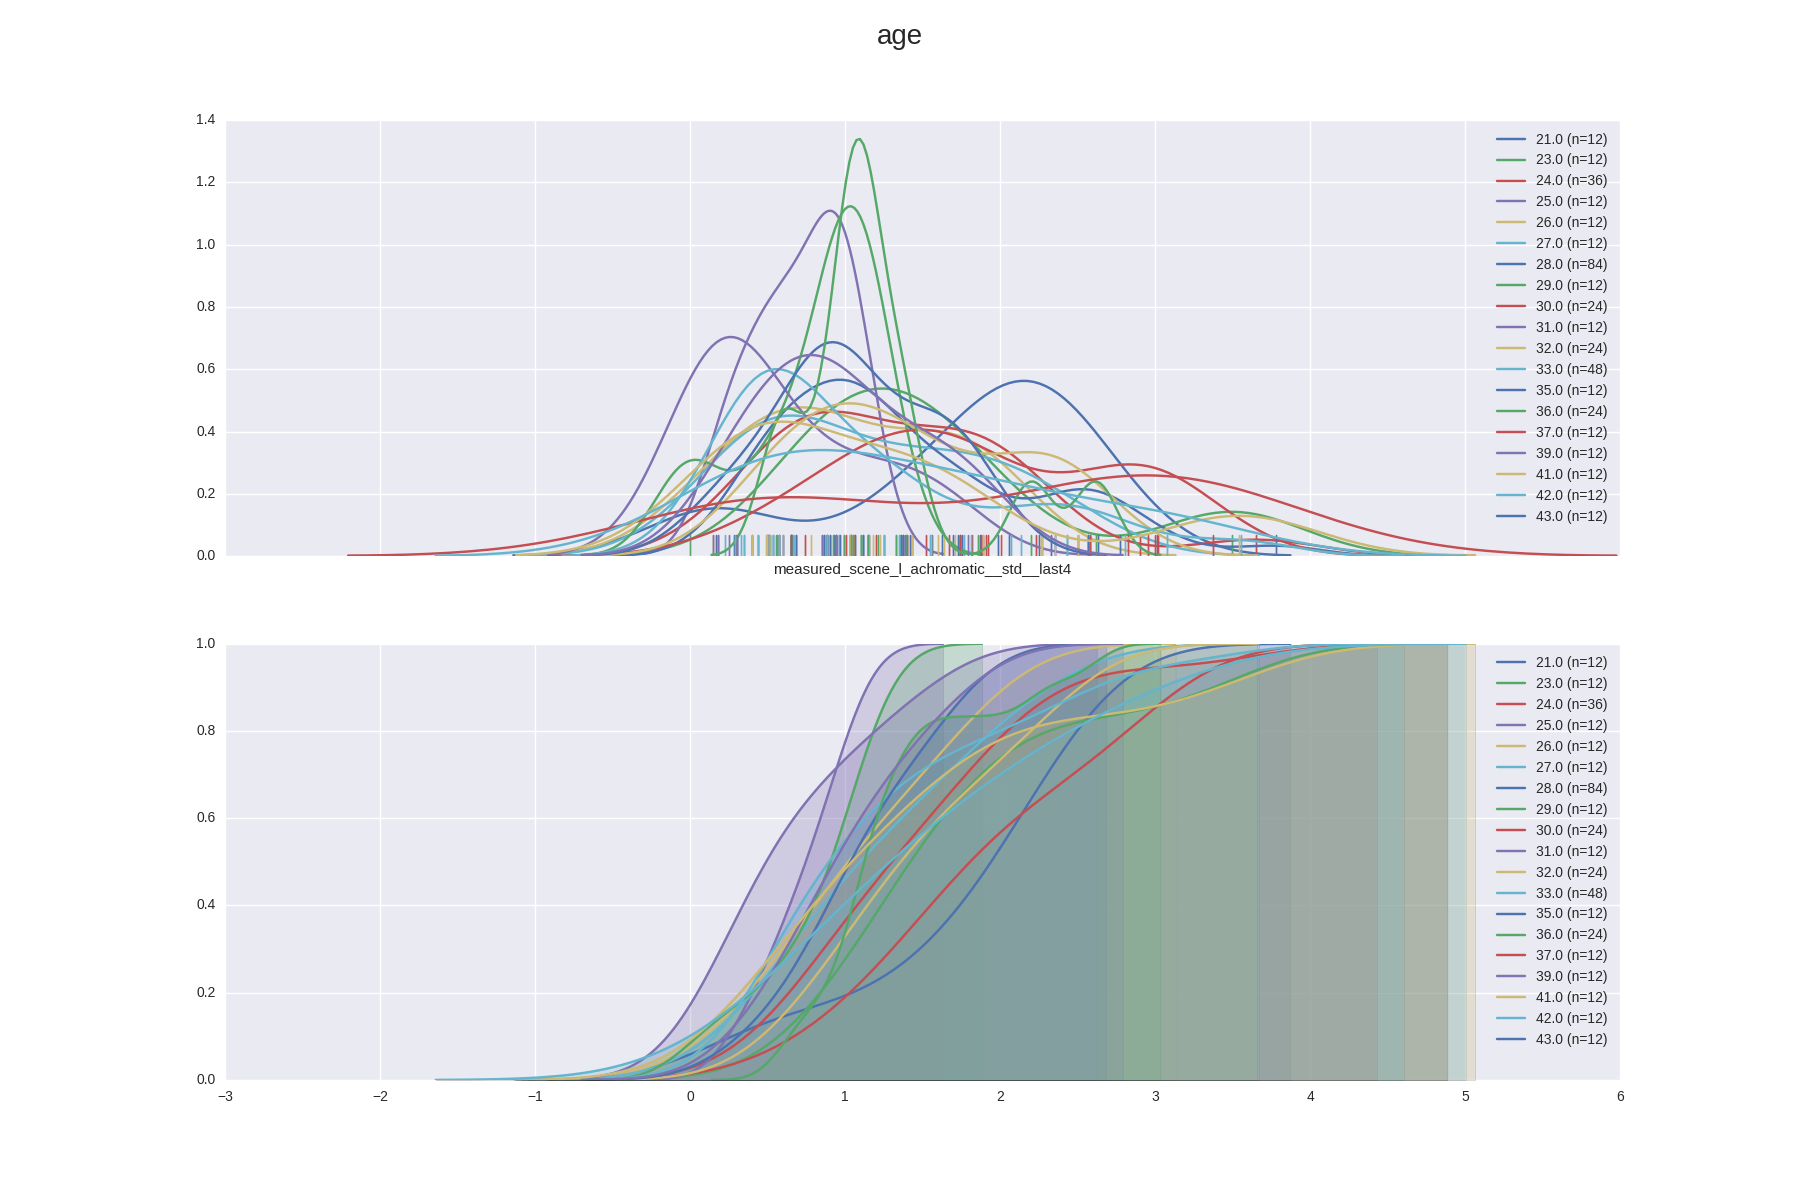 age
1.4
1.2
1.0
0.8
0.6
0.4
0.2
0.0
21.0 (n=12)
23.0 (n=12)
24.0 (n=36)
25.0 (n=12)
26.0 (n=12)
27.0 (n=12)
28.0 (n=84)
29.0 (n=12)
30.0 (n=24)
31.0 (n=12)
32.0 (n=24)
33.0 (n=48)
35.0 (n=12)
36.0 (n=24)
37.0 (n=12)
39.0 (n=12)
41.0 (n=12)
42.0 (n=12)
43.0 (n=12)
measured_scene_l_achromatic__std__last4
1.0
0.8
0.6
0.4
0.2
0.0
21.0 (n=12)
23.0 (n=12)
24.0 (n=36)
25.0 (n=12)
26.0 (n=12)
27.0 (n=12)
28.0 (n=84)
29.0 (n=12)
30.0 (n=24)
31.0 (n=12)
32.0 (n=24)
33.0 (n=48)
35.0 (n=12)
36.0 (n=24)
37.0 (n=12)
39.0 (n=12)
41.0 (n=12)
42.0 (n=12)
43.0 (n=12)
−3 −2 −1 0 1 2 3 4 5 6